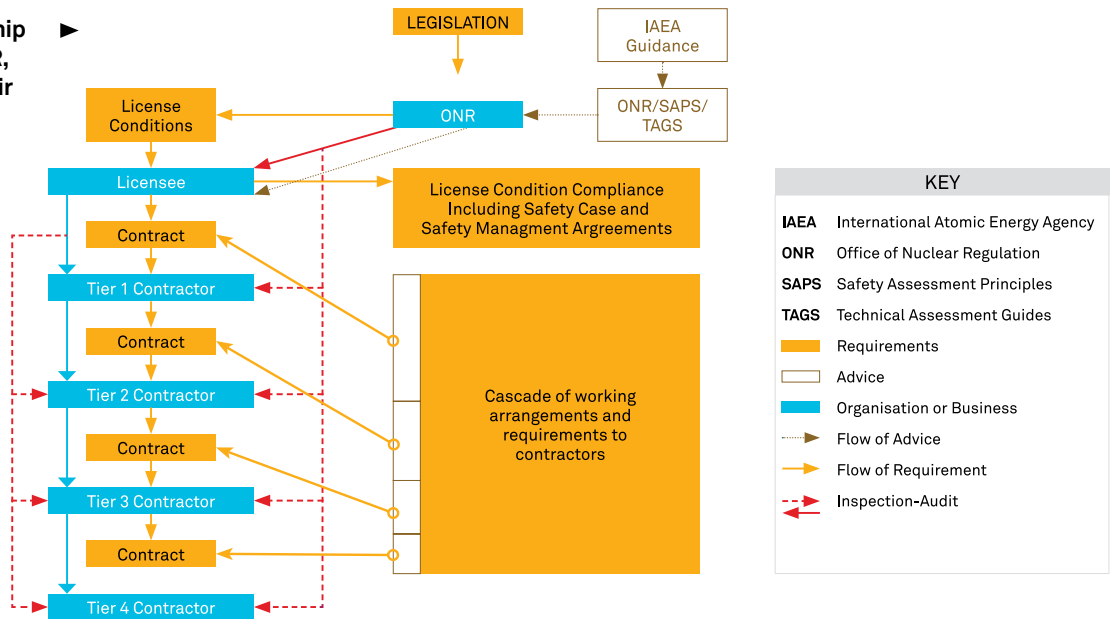 ship ►
R,
ir
LEGISLATION
IAEA
Guidance
License
Conditions
ONR
ONR/SAPS/
TAGS
Licensee
License Condition Compliance
Including Safety Case and
Safety Managment Argreements
Contract
Tier 1 Contractor
Contract
Tier 2 Contractor
Cascade of working
arrangements and
requirements to
contractors
Contract
Tier 3 Contractor
Contract
Tier 4 Contractor
KEY
IAEA International Atomic Energy Agency
ONR Office of Nuclear Regulation
SAPS Safety Assessment Principles
TAGS Technical Assessment Guides
Requirements
Advice
Organisation or Business
Flow of Advice
Flow of Requirement
Inspection-Audit